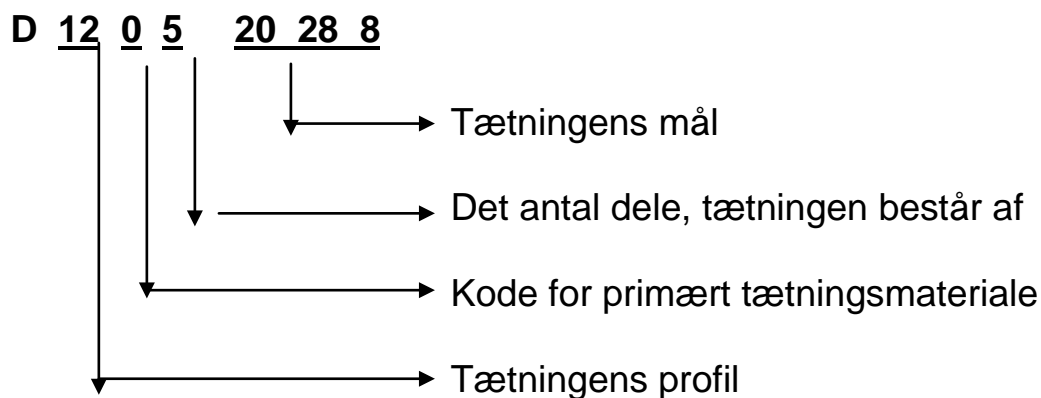 D 12 0 5 20 28 8
Tætningens mål
Det antal dele, tætningen består af
Kode for primært tætningsmateriale
Tætningens profil